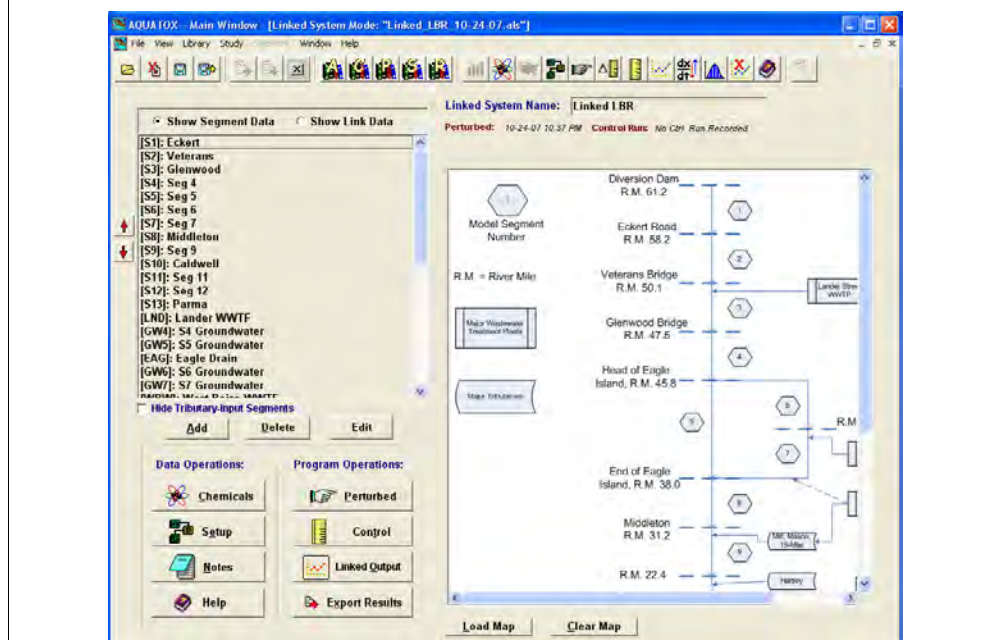 AQUATOX -- Main Window - [Linked System Mode: "Linked LBR 10-24-07.als"]
File View Library Study Window Help
Linked System Name: Linked LBR
Perturbed: 10-24-07 10:37 PM Control Run: No Ctrl. Run Recorded
Show Segment Data Show Link Data
[S1]: Eckert
[S2]: Veterans
[S3]: Glenwood
[S4]: Seg 4
[S5]: Seg 5
[S6]: Seg 6
[S7]: Seg 7
[S8]: Middleton
[S9]: Seg 9
[S10]: Caldwell
[S11]: Seg 11
[S12]: Seg 12
[S13]: Parma
[LND]: Lander WWTF
[GW4]: S4 Groundwater
[GW5]: S5 Groundwater
[EAG]: Eagle Drain
[GW6]: S6 Groundwater
[GW7]: S7 Groundwater
Hide Tributary-Input Segments
Add Delete Edit
Data Operations: Program Operations:
Chemicals Perturbed
Setup Control
Notes Linked Output
Help Export Results
Model Segment
Number
R.M. = River Mile
Major Wastewater
Treatment Plants
Major Tributaries
Diversion Dam
R.M. 61.2
1
Eckert Road
R.M. 58.2
2
Veterans Bridge
R.M. 50.1
Lander Stree
WWTP
3
Glenwood Bridge
R.M. 47.5
4
Head of Eagle
Island, R.M. 45.8
R.M
7
End of Eagle
Island, R.M. 38.0
Middleton
R.M. 31.2
9
R.M. 22.4
Hartley
Load Map Clear Map